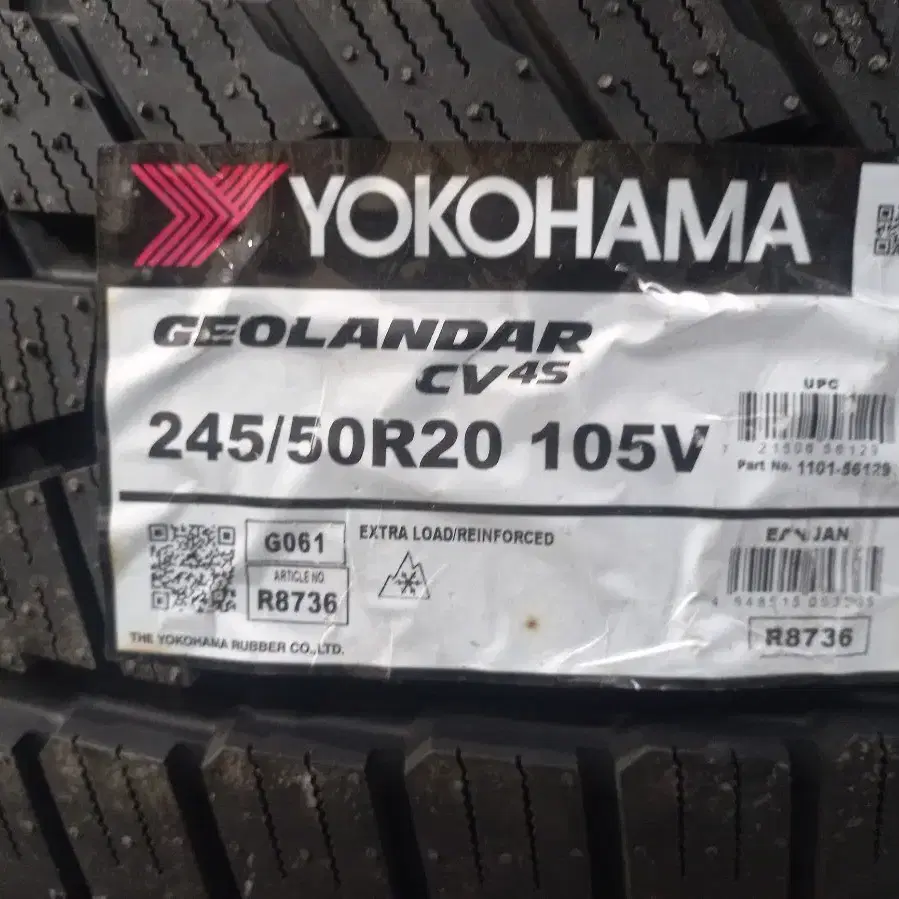 YOKOHAMA
GEOLANDAR
CV4S
245/50R20 105V
UPC
Part No. 1101-56129
G061
EXTRA LOAD/REINFORCED
ARTICLE NO
R8736
JAN
R8736
THE YOKOHAMA RUBBER CO.,LTD.